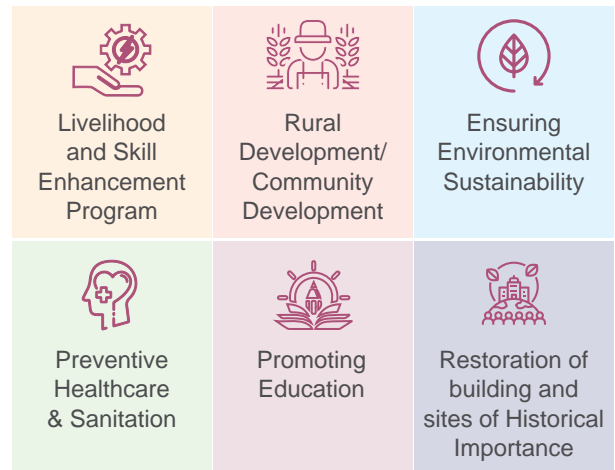 Livelihood
and Skill
Enhancement
Program
Rural
Development/
Community
Development
Ensuring
Environmental
Sustainability
Preventive
Healthcare
& Sanitation
Promoting
Education
Restoration of
building and
sites of Historical
Importance